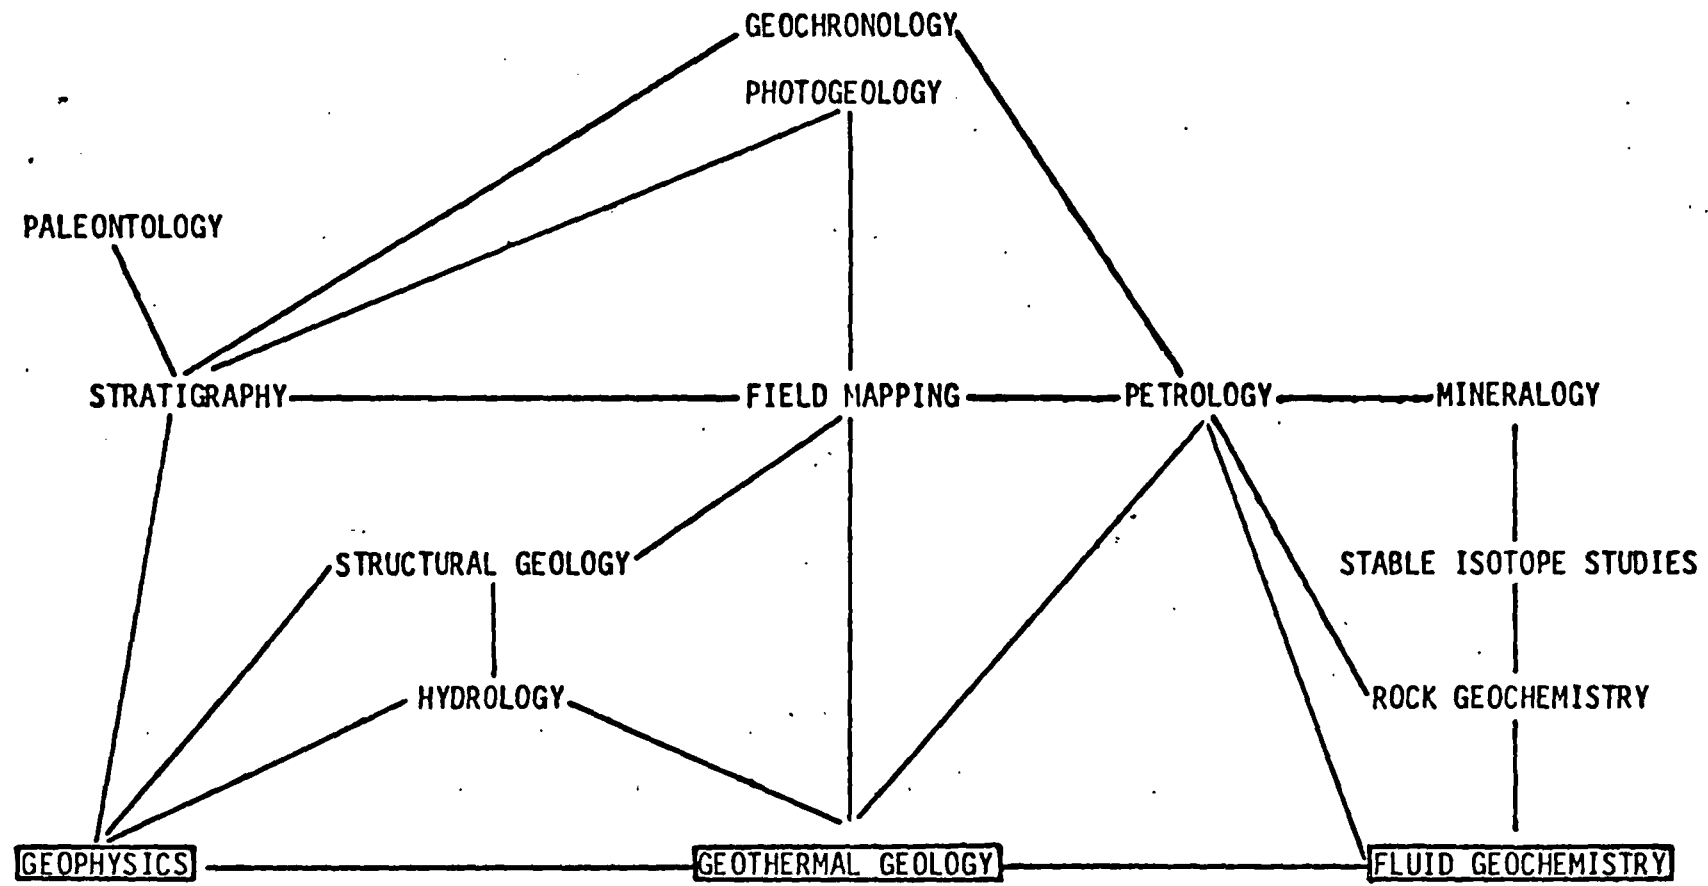 GEOCHRONOLOGY
PHOTOGEOLOGY
PALEONTOLOGY
STRATIGRAPHY
FIELD MAPPING
PETROLOGY
MINERALOGY
STRUCTURAL GEOLOGY
STABLE ISOTOPE STUDIES
HYDROLOGY
ROCK GEOCHEMISTRY
GEOPHYSICS
GEOTHERMAL GEOLOGY
FLUID GEOCHEMISTRY